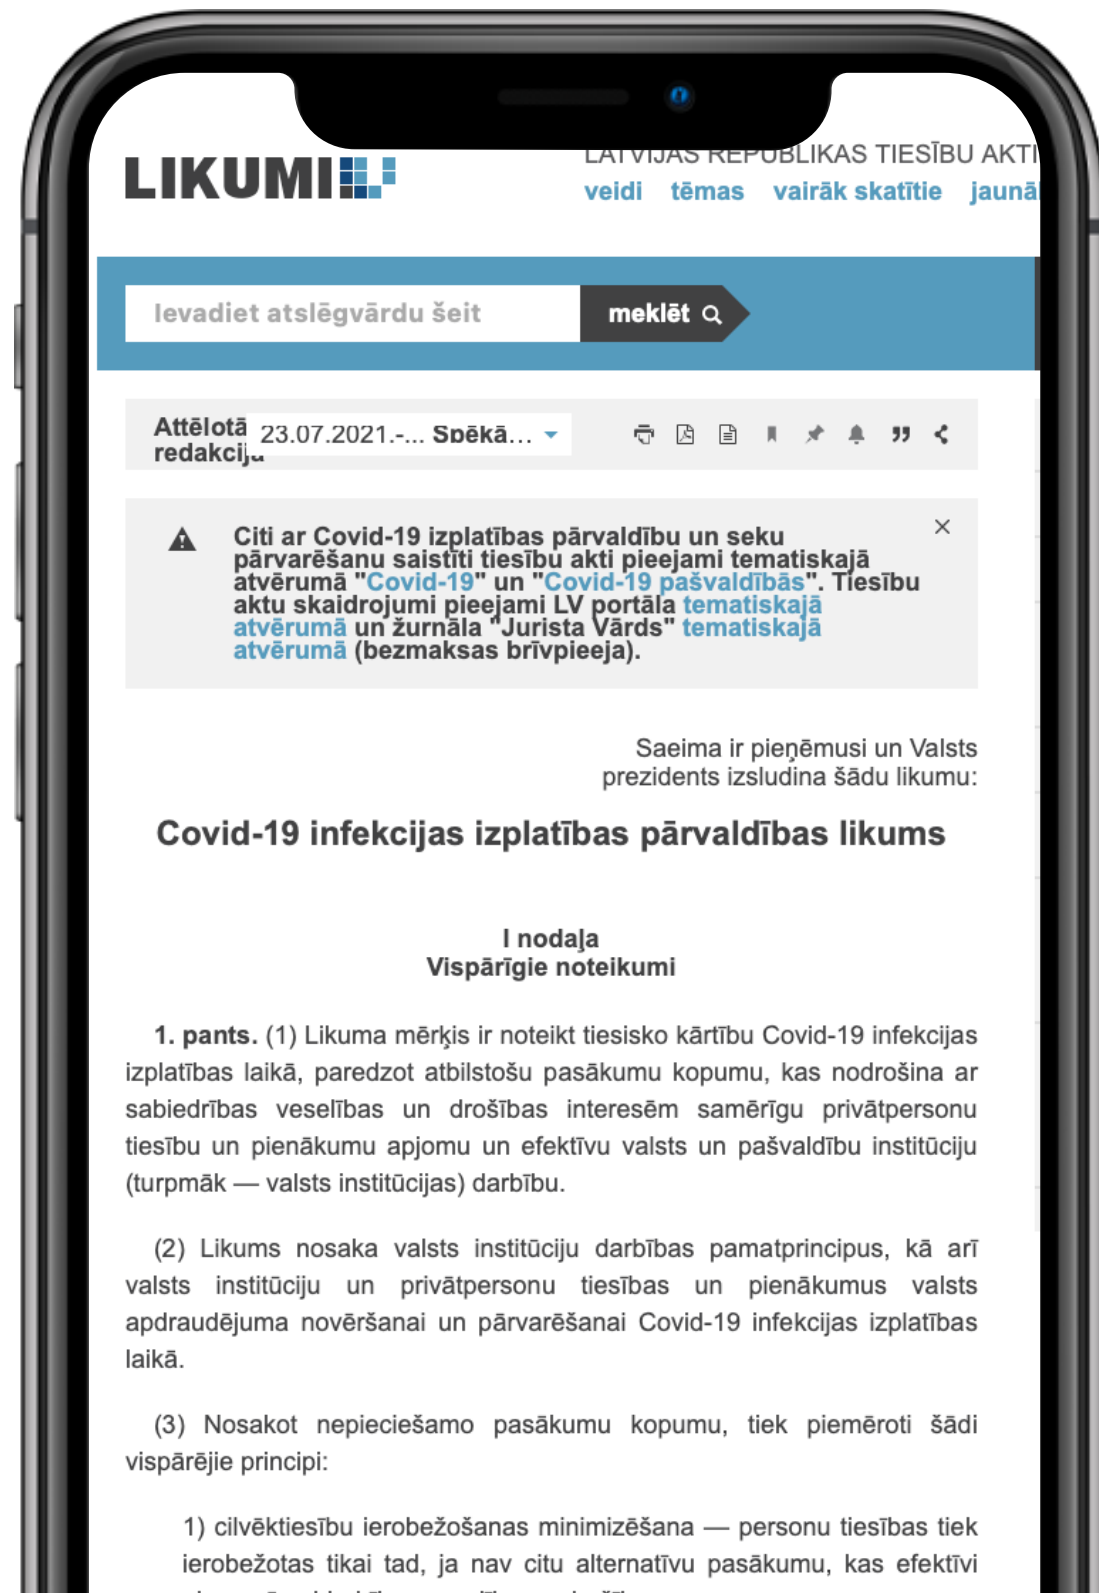 LIKUMI
LATVIJAS REPUBLIKAS TIESĪBU AKTI
veidi tēmas vairāk skatītie
Ievadiet atslēgvārdu šeit
meklēt
Attēlotā
redakcija
23.07.2021.-... Spēkā...
Citi ar Covid-19 izplatības pārvaldību un seku
pārvarēšanu saistīti tiesību akti pieejami tematiskajā
atvērumā "Covid-19" un "Covid-19 pašvaldībās". Tiesību
aktu skaidrojumi pieejami LV portāla tematiskajā
atvērumā un žurnāla "Jurista Vārds" tematiskajā
atvērumā (bezmaksas brīvpieeja).
Saeima ir pieņēmusi un Valsts
prezidents izsludina šādu likumu:
Covid-19 infekcijas izplatības pārvaldības likums
I nodaļa
Vispārīgie noteikumi
1. pants. (1) Likuma mērķis ir noteikt tiesisko kārtību Covid-19 infekcijas
izplatības laikā, paredzot atbilstošu pasākumu kopumu, kas nodrošina ar
sabiedrības veselības un drošības interesēm samērīgu privātpersonu
tiesību un pienākumu apjomu un efektīvu valsts un pašvaldību institūciju
(turpmāk — valsts institūcijas) darbību.
(2) Likums nosaka valsts institūciju darbības pamatprincipus, kā arī
valsts institūciju un privātpersonu tiesības un pienākumus valsts
apdraudējuma novēršanai un pārvarēšanai Covid-19 infekcijas izplatības
laikā.
(3) Nosakot nepieciešamo pasākumu kopumu, tiek piemēroti šādi
vispārējie principi:
1) cilvēktiesību ierobežošanas minimizēšana — personu tiesības tiek
ierobežotas tikai tad, ja nav citu alternatīvu pasākumu, kas efektīvi